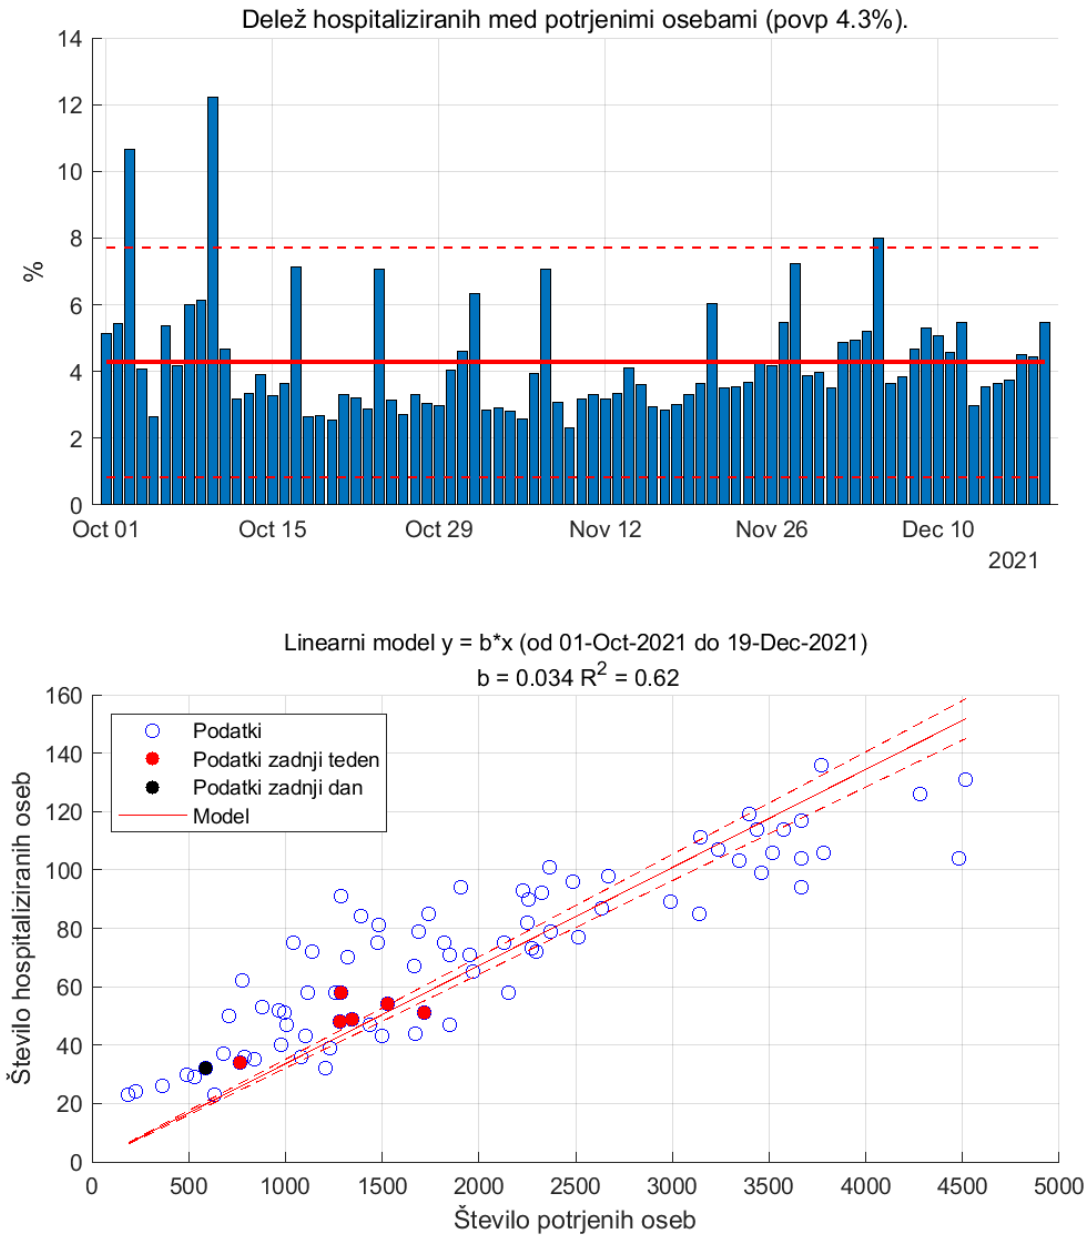 Delež hospitaliziranih med potrjenimi osebami (povp 4.3%).
14
12
10
8
6
4
2
0
%
Oct 01 Oct 15 Oct 29 Nov 12 Nov 26 Dec 10
2021
Linearni model y = b*x (od 01-Oct-2021 do 19-Dec-2021)
b = 0.034 R² = 0.62
160
140
120
100
80
60
40
20
0
Število hospitaliziranih oseb
Podatki
Podatki zadnji teden
Podatki zadnji dan
Model
0 500 1000 1500 2000 2500 3000 3500 4000 4500 5000
Število potrjenih oseb